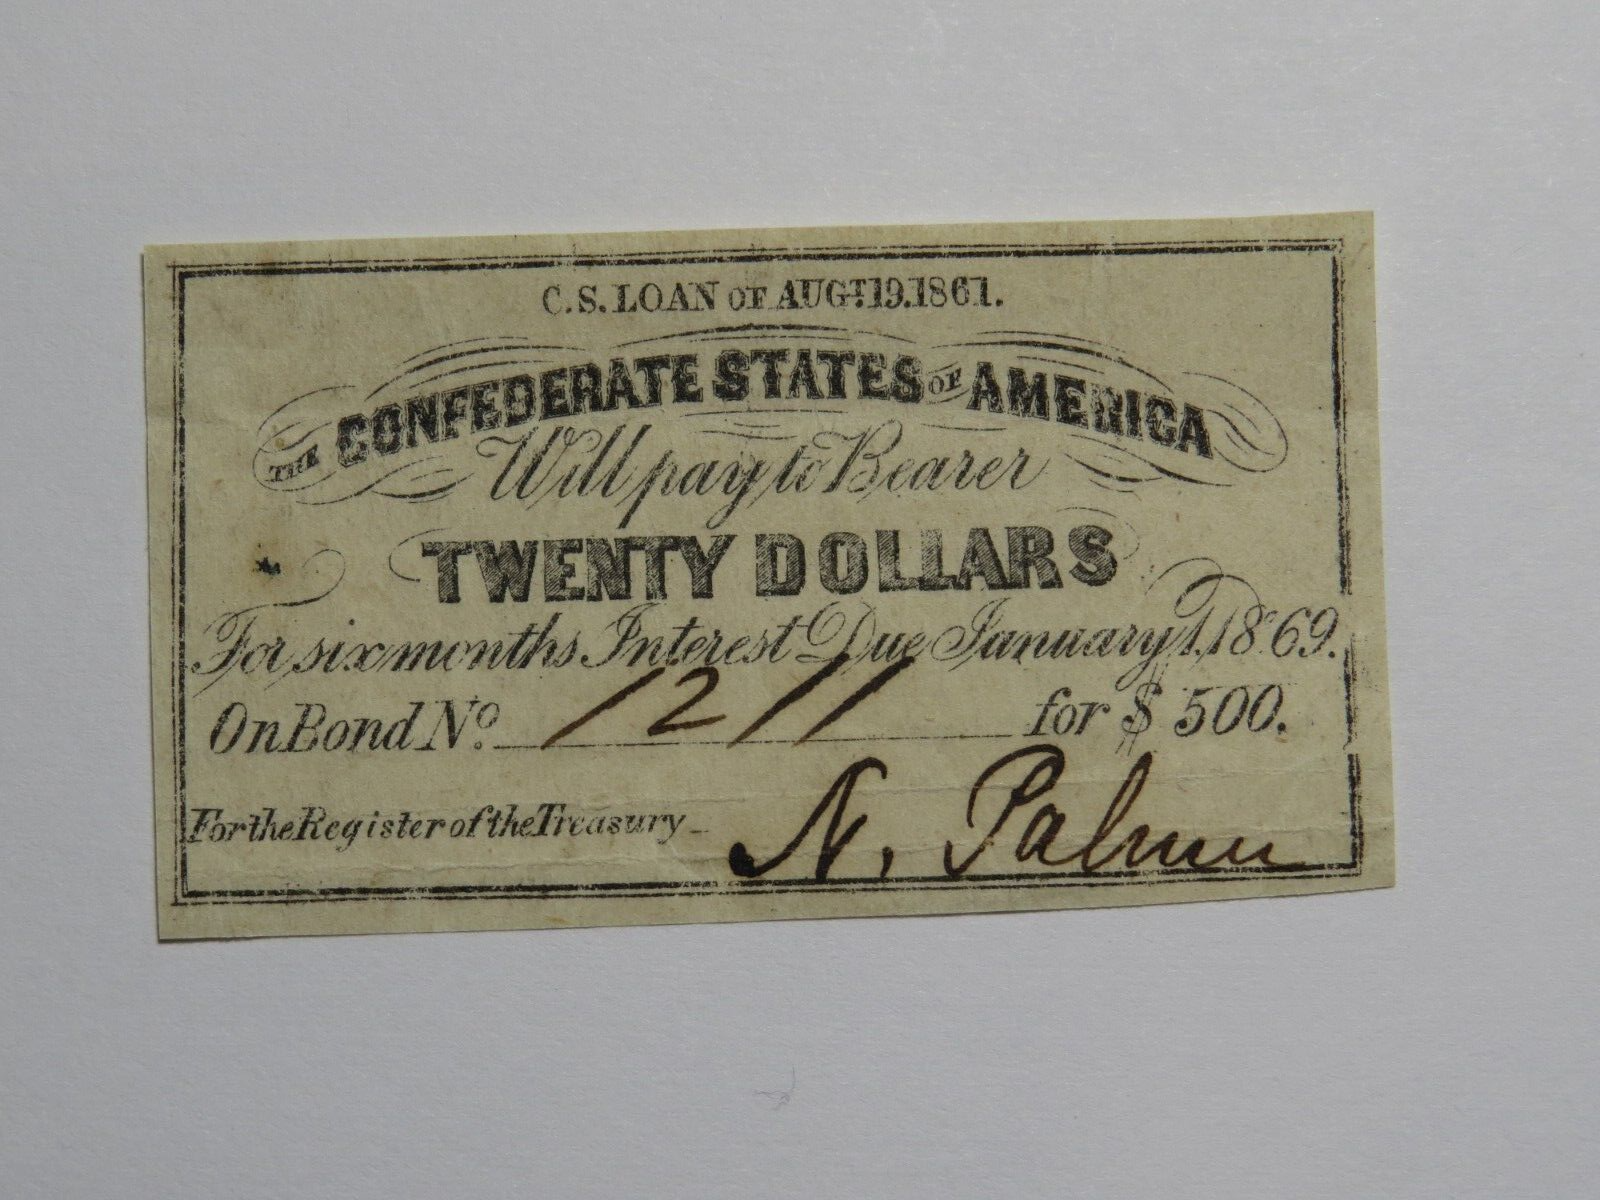 C.S. LOAN OF AUGT. 19. 1861.
THE CONFEDERATE STATES OF AMERICA
Will pay to Bearer
TWENTY DOLLARS
For six months Interest Due January 1. 1869.
On Bond No. 1211 for $ 500.
For the Register of the Treasury
N. Palmer